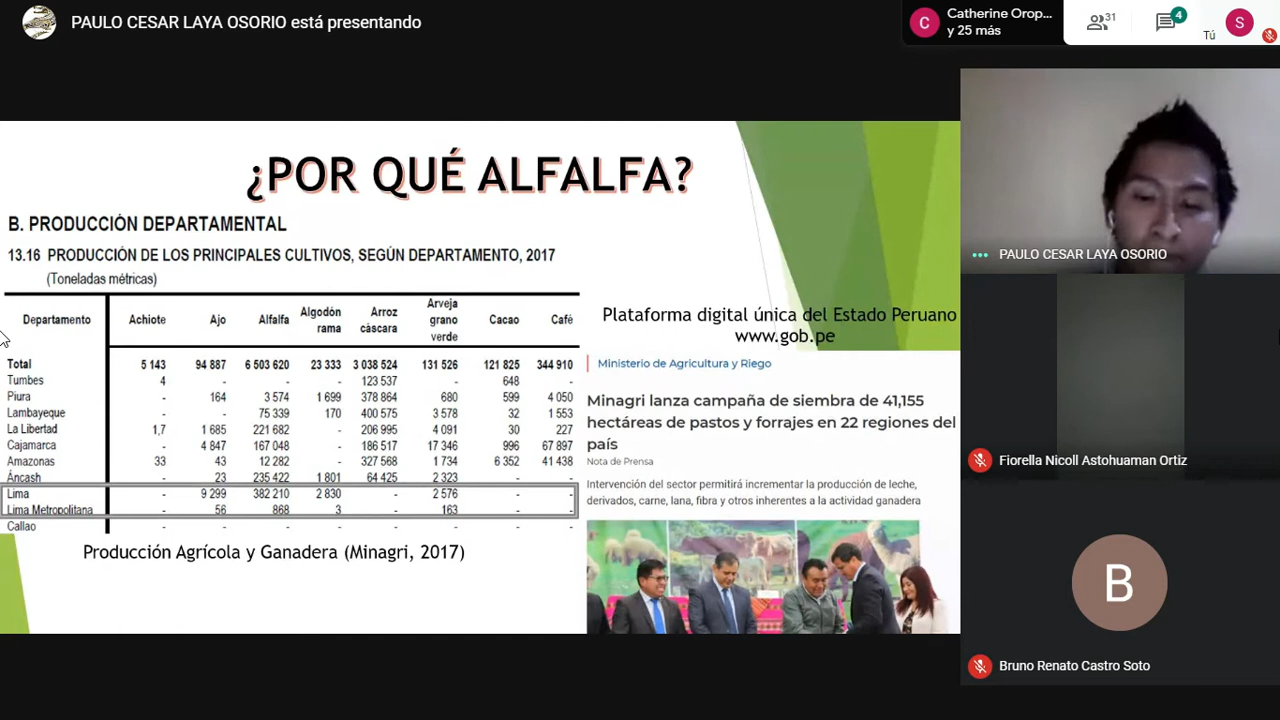 PAULO CESAR LAYA OSORIO está presentando
C
Catherine Orop...
y 25 más
31
4
Tú
S
¿POR QUÉ ALFALFA?
B. PRODUCCIÓN DEPARTAMENTAL
13.16 PRODUCCIÓN DE LOS PRINCIPALES CULTIVOS, SEGÚN DEPARTAMENTO, 2017
(Toneladas métricas)
Departamento Achiote Ajo Alfalfa Algodón rama Arroz cáscara Arveja grano verde Cacao Café
Total 5 143 94 887 6 503 620 23 333 3 038 524 131 526 121 825 344 910
Tumbes 4 - - - 123 537 - 648 -
Piura - 164 3 574 1 699 378 864 680 599 4 050
Lambayeque - - 75 339 170 400 575 3 578 32 1 553
La Libertad 1,7 1 685 221 682 - 206 995 4 091 30 227
Cajamarca - 4 847 167 048 - 186 517 17 346 996 67 897
Amazonas 33 43 12 282 - 327 568 1 734 6 352 41 438
Áncash - 23 235 422 1 801 64 425 2 323 - -
Lima - 9 299 382 210 2 830 - 2 576 - -
Lima Metropolitana - 56 868 3 - 163 - -
Callao - - - - - - - -
Producción Agrícola y Ganadera (Minagri, 2017)
Plataforma digital única del Estado Peruano
www.gob.pe
Ministerio de Agricultura y Riego
Minagri lanza campaña de siembra de 41,155
hectáreas de pastos y forrajes en 22 regiones del
país
Nota de Prensa
Intervención del sector permitirá incrementar la producción de leche,
derivados, carne, lana, fibra y otros inherentes a la actividad ganadera
PAULO CESAR LAYA OSORIO
Fiorella Nicoll Astohuaman Ortiz
B
Bruno Renato Castro Soto